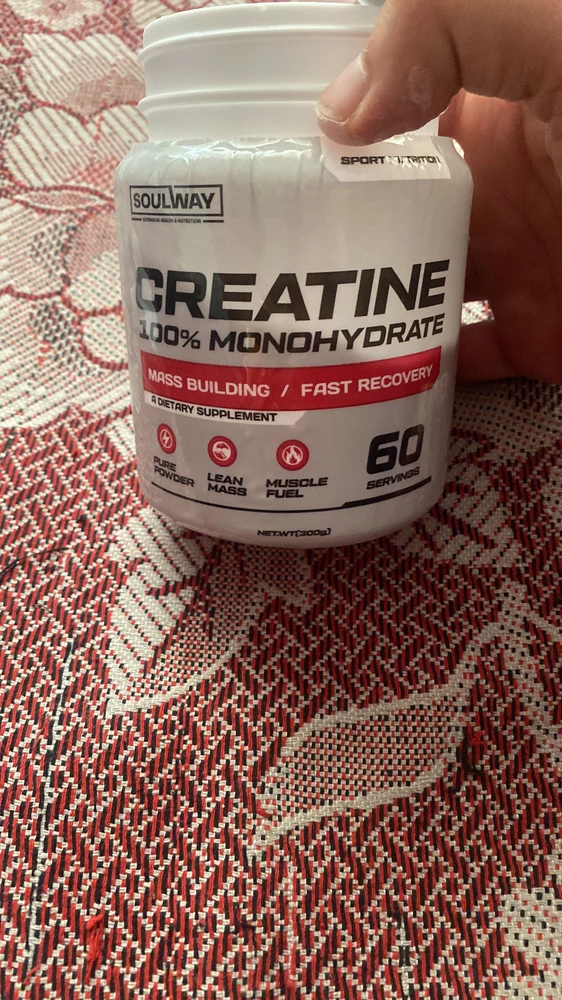 SPORT NUTRITION
SOULWAY
CREATINE
100% MONOHYDRATE
MASS BUILDING / FAST RECOVERY
A DIETARY SUPPLEMENT
PURE
POWDER
LEAN
MASS
MUSCLE
FUEL
60
SERVINGS
NET.WT(300g)